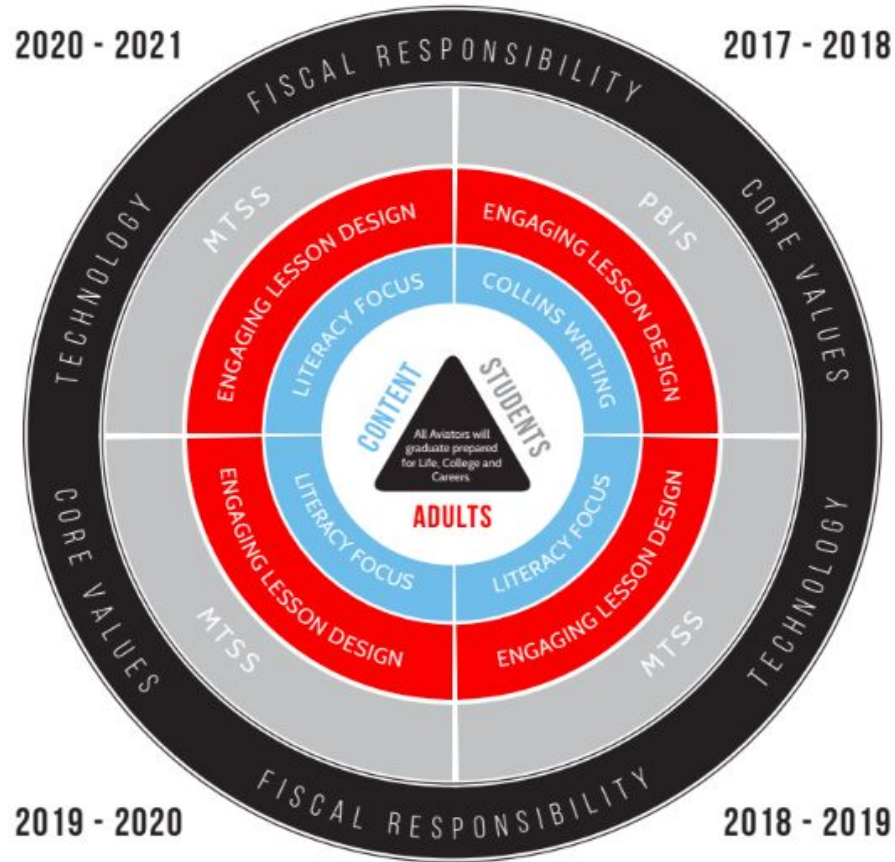 2020 - 2021
2017 - 2018
FISCAL RESPONSIBILITY
TECHNOLOGY
CORE VALUES
MTSS
PBIS
ENGAGING LESSON DESIGN
ENGAGING LESSON DESIGN
LITERACY FOCUS
COLLINS WRITING
CONTENT
STUDENTS
All Aviators will
graduate prepared
for Life, College and
Careers
ADULTS
LITERACY FOCUS
LITERACY FOCUS
ENGAGING LESSON DESIGN
ENGAGING LESSON DESIGN
MTSS
MTSS
CORE VALUES
TECHNOLOGY
FISCAL RESPONSIBILITY
2019 - 2020
2018 - 2019